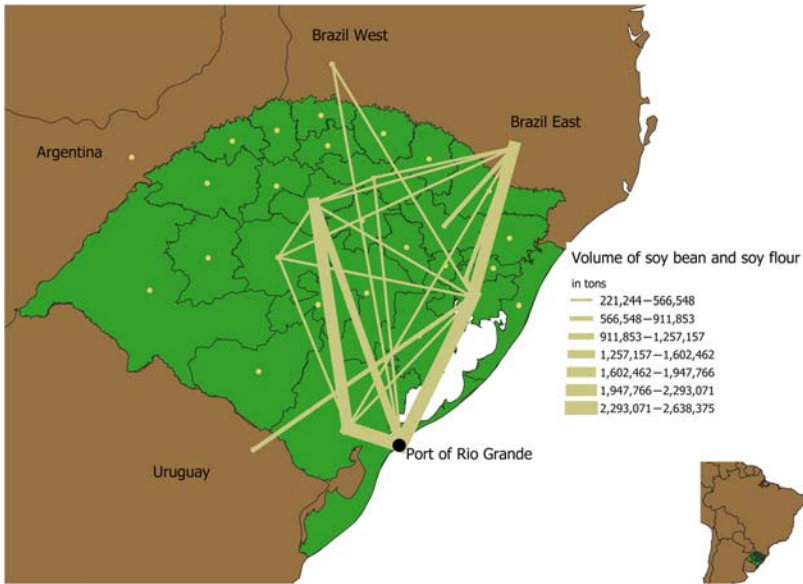 Brazil West
Brazil East
Argentina
Volume of soy bean and soy flour
in tons
221,244−566,548
566,548−911,853
911,853−1,257,157
1,257,157−1,602,462
1,602,462−1,947,766
1,947,766−2,293,071
2,293,071−2,638,375
Port of Rio Grande
Uruguay